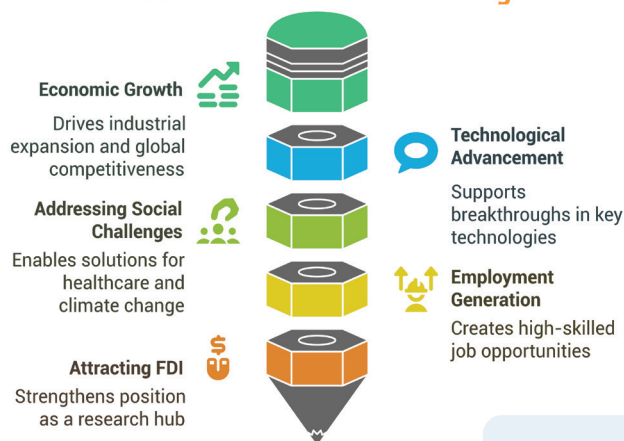 Economic Growth
Drives industrial
expansion and global
competitiveness
Technological
Advancement
Supports
breakthroughs in key
technologies
Addressing Social
Challenges
Enables solutions for
healthcare and
climate change
Employment
Generation
Creates high-skilled
job opportunities
$
Attracting FDI
Strengthens position
as a research hub